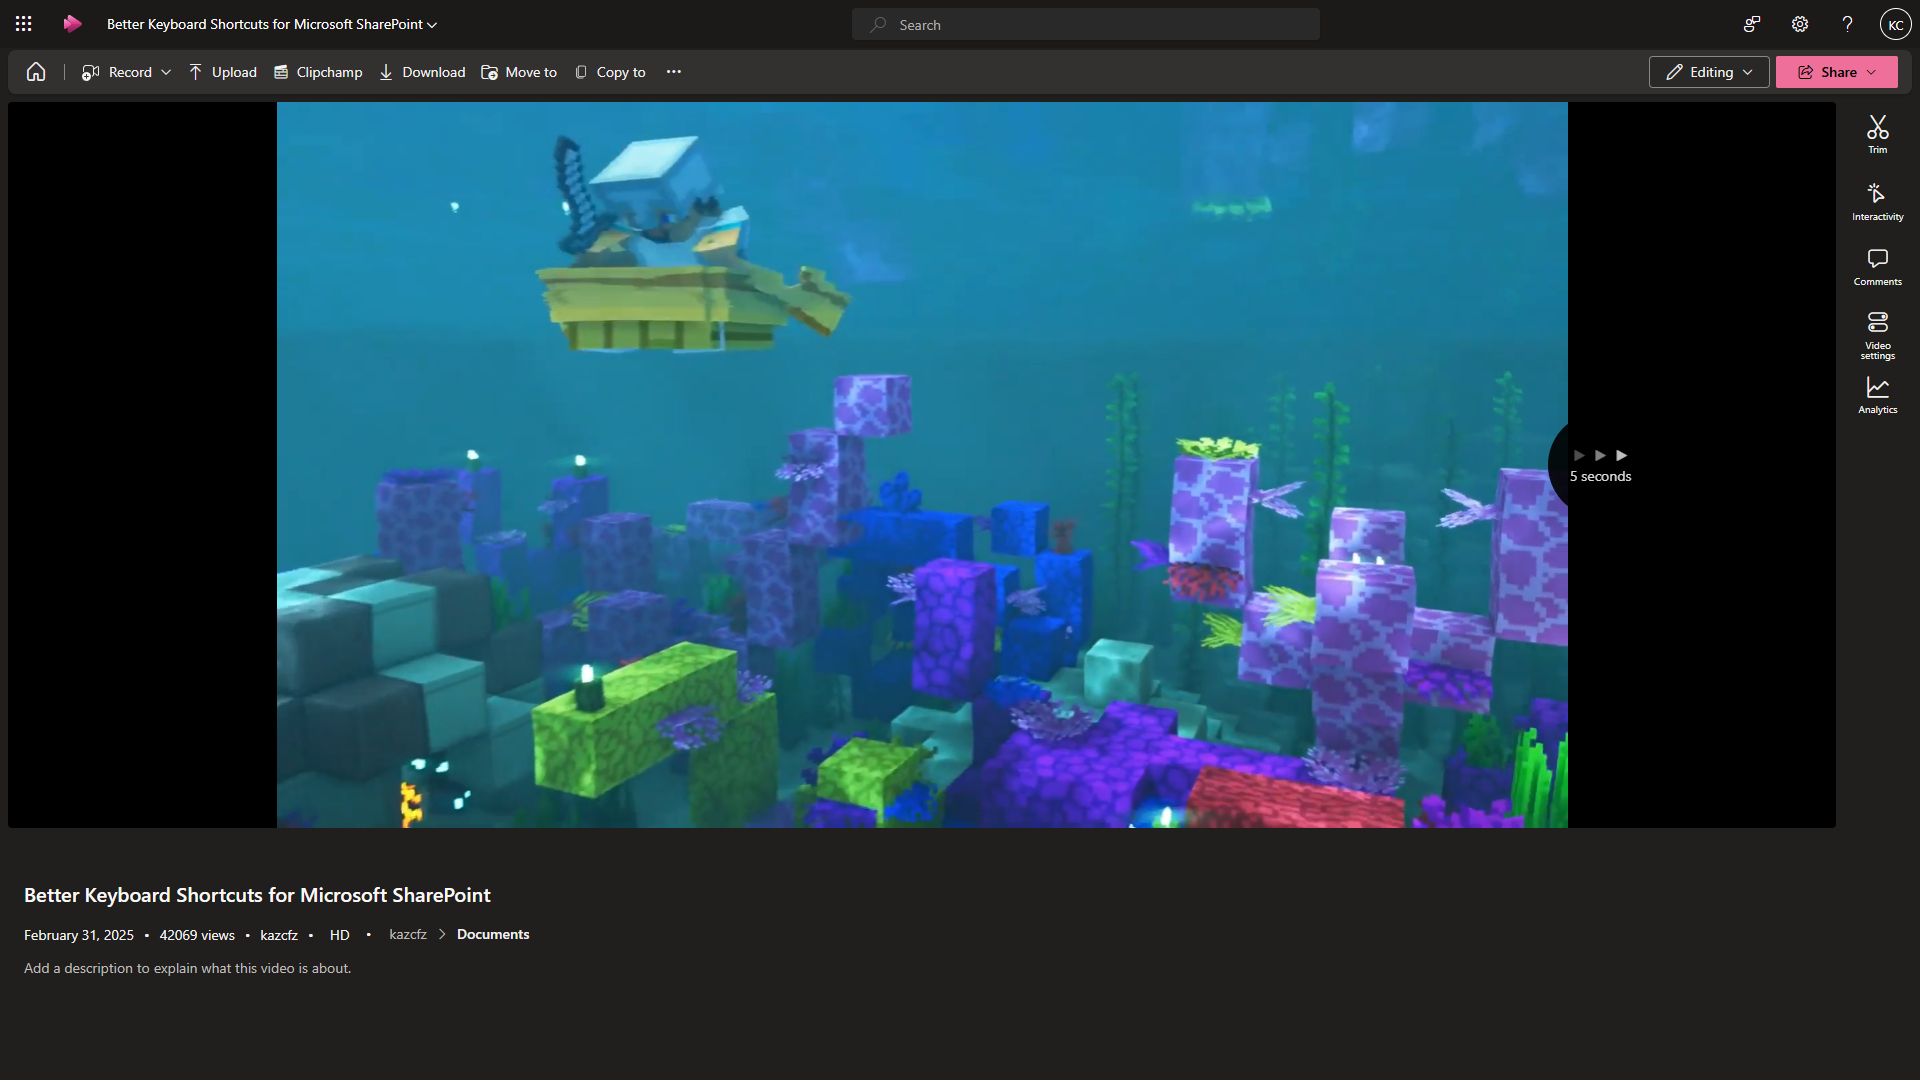 Better Keyboard Shortcuts for Microsoft SharePoint
Search
KC
Record
Upload
Clipchamp
Download
Move to
Copy to
Editing
Share
Trim
Interactivity
Comments
Video
settings
Analytics
5 seconds
Better Keyboard Shortcuts for Microsoft SharePoint
February 31, 2025 • 42069 views • kazcfz • HD • kazcfz > Documents
Add a description to explain what this video is about.